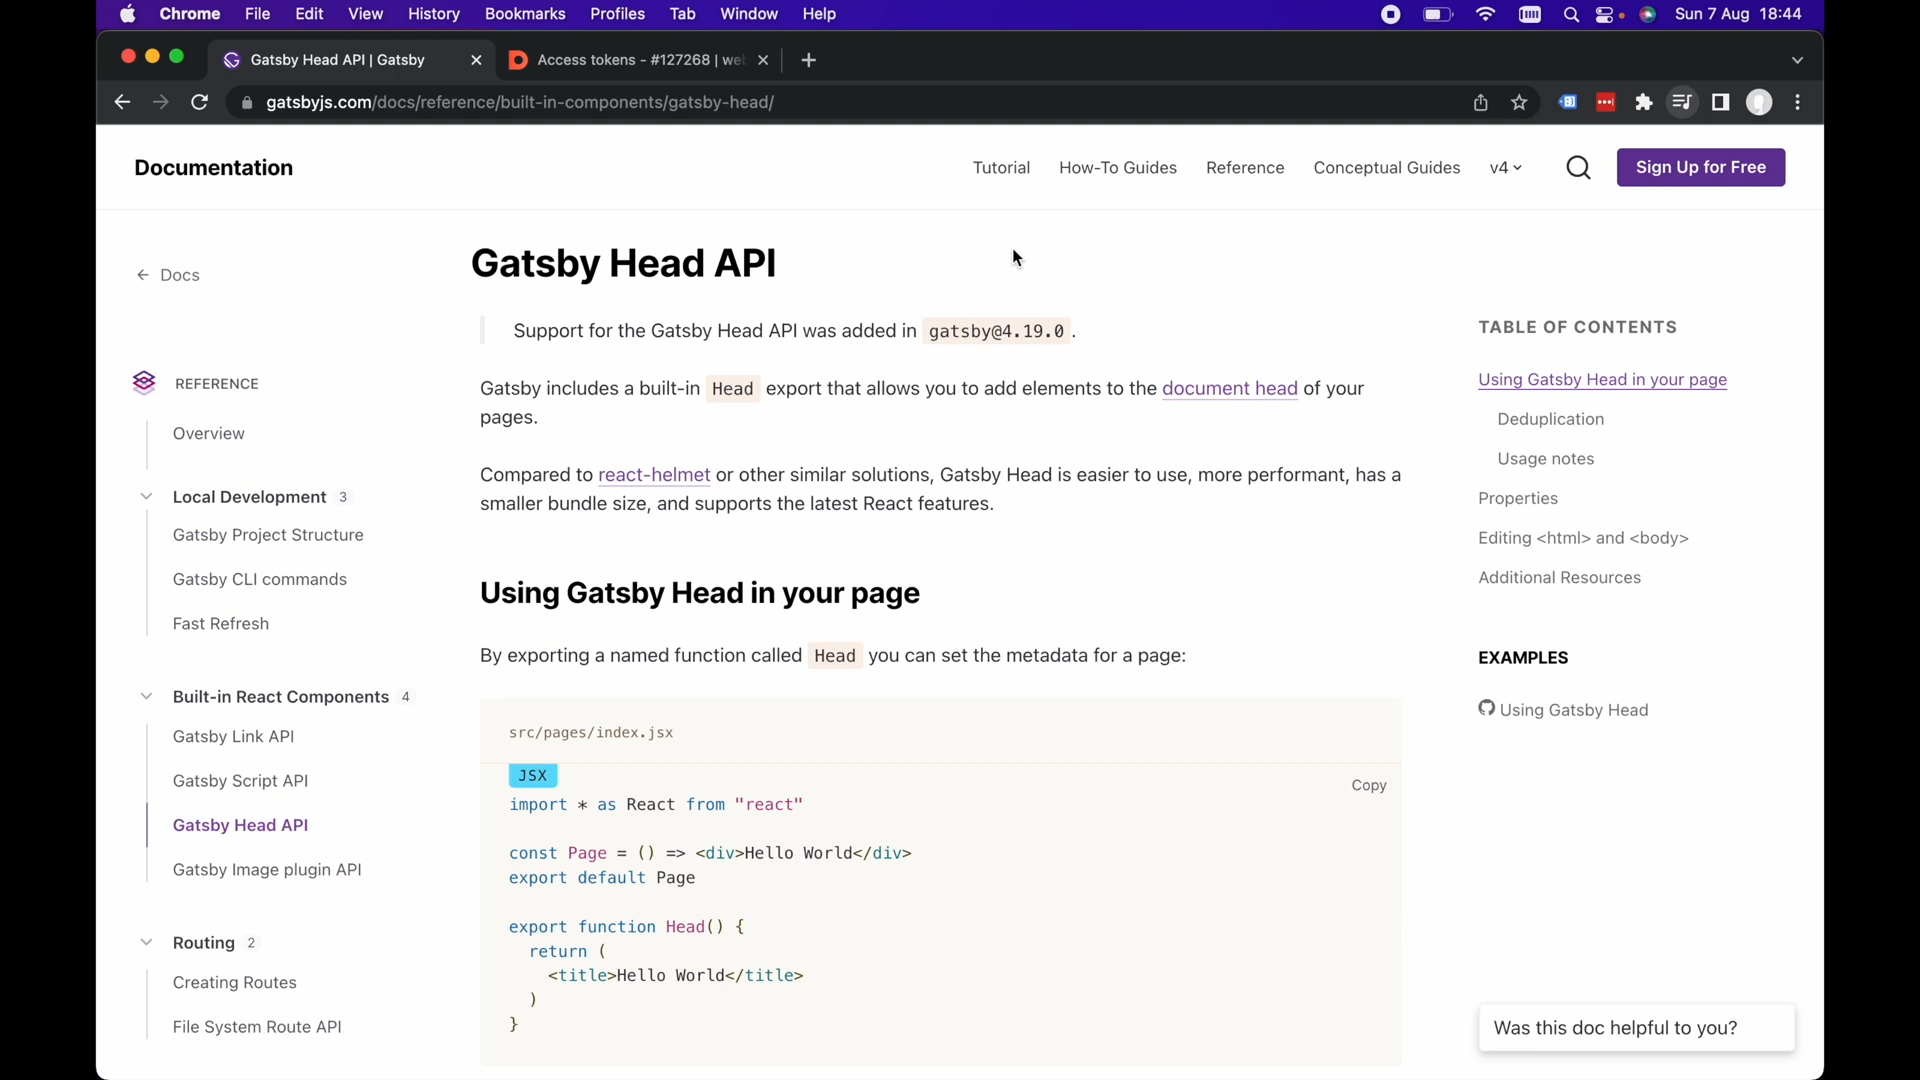 Chrome File Edit View History Bookmarks Profiles Tab Window Help Sun 7 Aug 18:44
Gatsby Head API | Gatsby Access tokens - #127268 | wel
gatsbyjs.com/docs/reference/built-in-components/gatsby-head/
Documentation Tutorial How-To Guides Reference Conceptual Guides v4 Sign Up for Free
← Docs
REFERENCE
Overview
Local Development 3
Gatsby Project Structure
Gatsby CLI commands
Fast Refresh
Built-in React Components 4
Gatsby Link API
Gatsby Script API
Gatsby Head API
Gatsby Image plugin API
Routing 2
Creating Routes
File System Route API
Gatsby Head API
Support for the Gatsby Head API was added in gatsby@4.19.0.
Gatsby includes a built-in Head export that allows you to add elements to the document head of your
pages.
Compared to react-helmet or other similar solutions, Gatsby Head is easier to use, more performant, has a
smaller bundle size, and supports the latest React features.
Using Gatsby Head in your page
By exporting a named function called Head you can set the metadata for a page:
src/pages/index.jsx
JSX
Copy
import * as React from "react"
const Page = () => <div>Hello World</div>
export default Page
export function Head() {
return (
<title>Hello World</title>
)
}
TABLE OF CONTENTS
Using Gatsby Head in your page
Deduplication
Usage notes
Properties
Editing <html> and <body>
Additional Resources
EXAMPLES
Using Gatsby Head
Was this doc helpful to you?